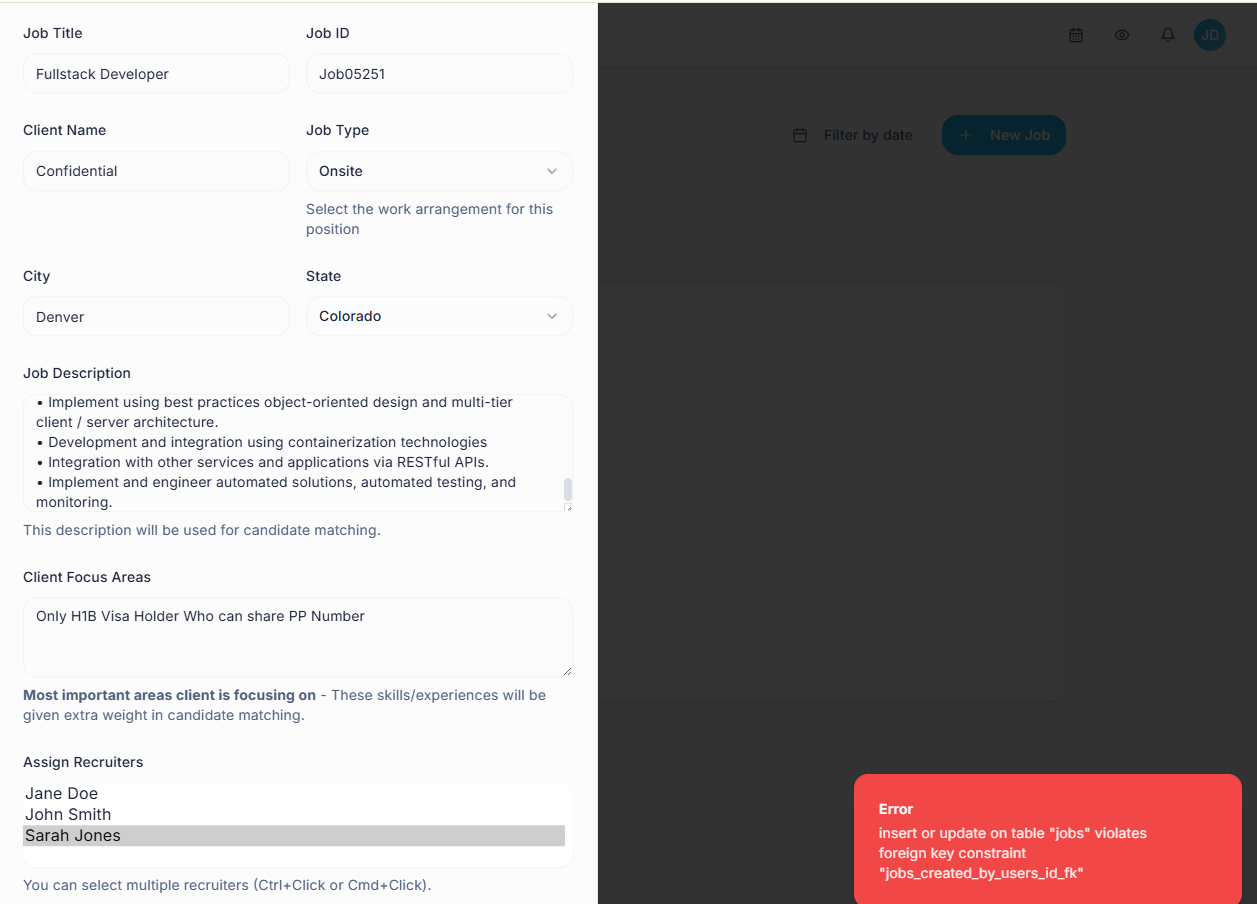 Job Title
Job ID
Fullstack Developer
Job05251
Client Name
Job Type
Confidential
Onsite
Select the work arrangement for this
position
City
State
Denver
Colorado
Job Description
• Implement using best practices object-oriented design and multi-tier
client / server architecture.
• Development and integration using containerization technologies
• Integration with other services and applications via RESTful APIs.
• Implement and engineer automated solutions, automated testing, and
monitoring.
This description will be used for candidate matching.
Client Focus Areas
Only H1B Visa Holder Who can share PP Number
Most important areas client is focusing on - These skills/experiences will be
given extra weight in candidate matching.
Assign Recruiters
Jane Doe
John Smith
Sarah Jones
You can select multiple recruiters (Ctrl+Click or Cmd+Click).
JD
Filter by date
+ New Job
Error
insert or update on table "jobs" violates
foreign key constraint
"jobs_created_by_users_id_fk"